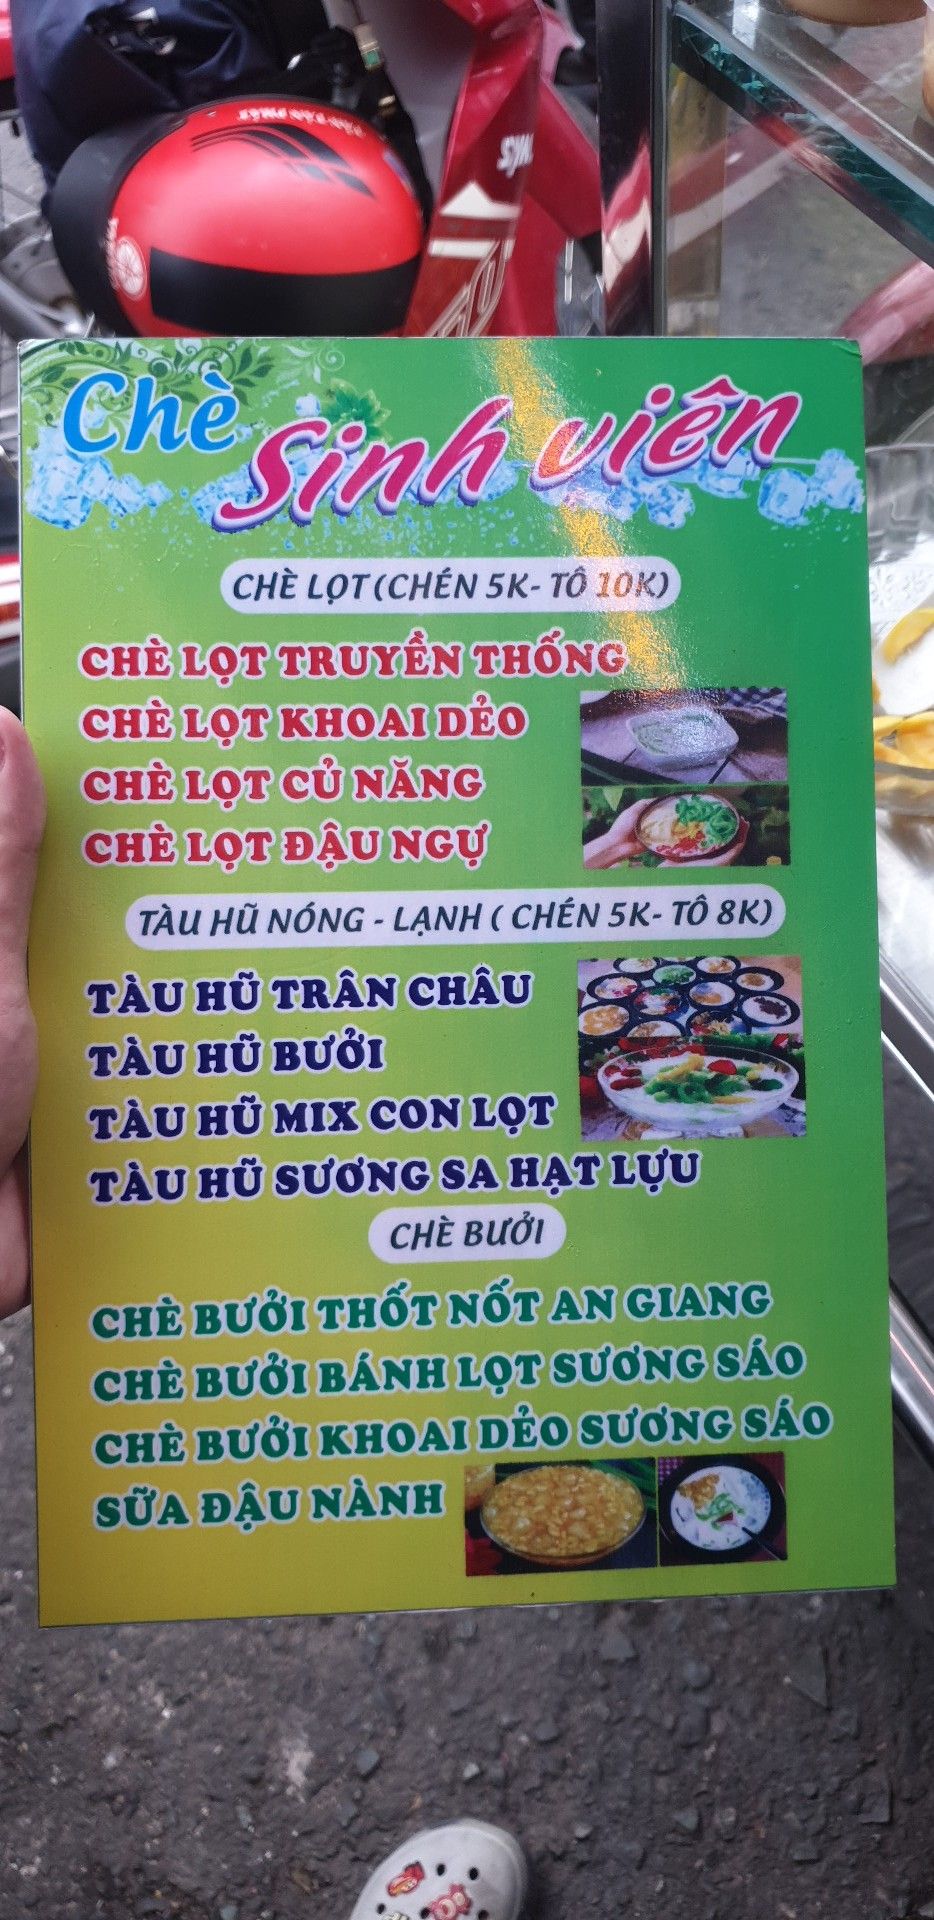 SYM
Chè Sinh viên
CHÈ LỌT (CHÉN 5K- TÔ 10K)
CHÈ LỌT TRUYỀN THỐNG
CHÈ LỌT KHOAI DẺO
CHÈ LỌT CỦ NĂNG
CHÈ LỌT ĐẬU NGỰ
TÀU HŨ NÓNG - LẠNH ( CHÉN 5K- TÔ 8K)
TÀU HŨ TRÂN CHÂU
TÀU HŨ BƯỞI
TÀU HŨ MIX CON LỌT
TÀU HŨ SƯƠNG SA HẠT LỰU
CHÈ BƯỞI
CHÈ BƯỞI THỐT NỐT AN GIANG
CHÈ BƯỞI BÁNH LỌT SƯƠNG SÁO
CHÈ BƯỞI KHOAI DẺO SƯƠNG SÁO
SỮA ĐẬU NÀNH